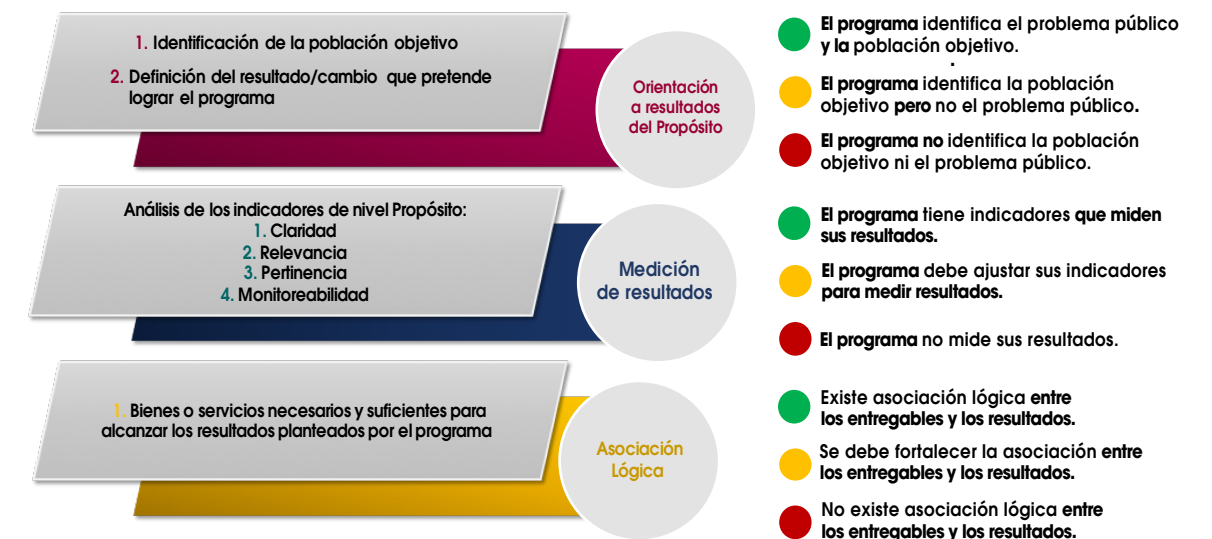 1. Identificación de la población objetivo
2. Definición del resultado/cambio que pretende
lograr el programa
Orientación
a resultados
del Propósito
El programa identifica el problema público
y la población objetivo.
El programa identifica la población
objetivo pero no el problema público.
El programa no identifica la población
objetivo ni el problema público.
Análisis de los indicadores de nivel Propósito:
1. Claridad
2. Relevancia
3. Pertinencia
4. Monitoreabilidad
Medición
de resultados
El programa tiene indicadores que miden
sus resultados.
El programa debe ajustar sus indicadores
para medir resultados.
El programa no mide sus resultados.
1. Bienes o servicios necesarios y suficientes para
alcanzar los resultados planteados por el programa
Asociación
Lógica
Existe asociación lógica entre
los entregables y los resultados.
Se debe fortalecer la asociación entre
los entregables y los resultados.
No existe asociación lógica entre
los entregables y los resultados.